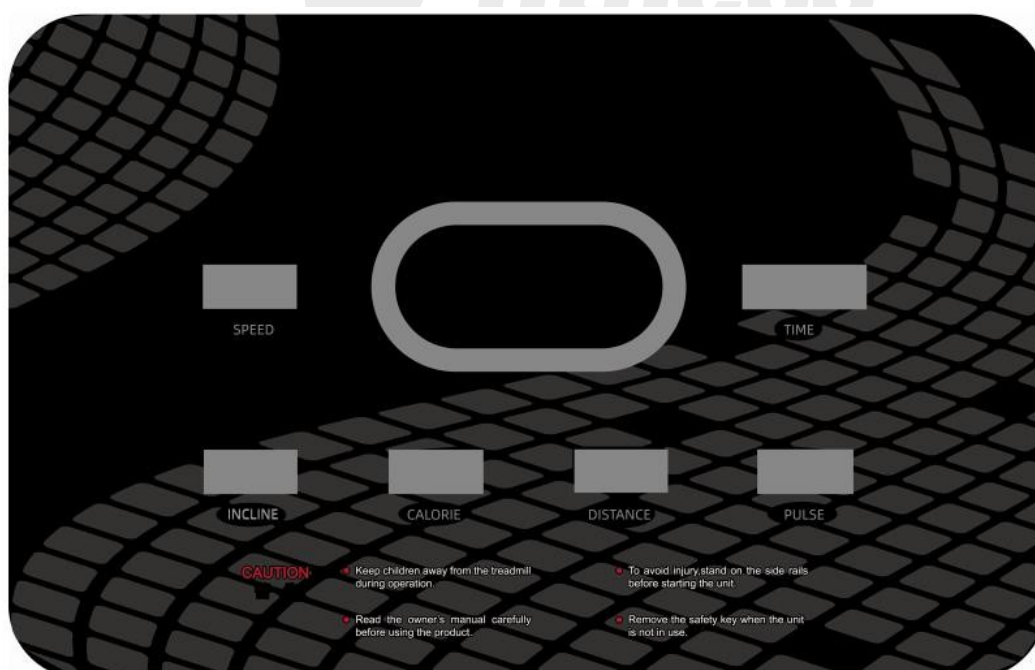 SPEED
TIME
INCLINE
CALORIE
DISTANCE
PULSE
CAUTION
Keep children away from the treadmill
during operation.
Read the owner's manual carefully
before using the product.
To avoid injury,stand on the side rails
before starting the unit.
Remove the safety key when the unit
is not in use.